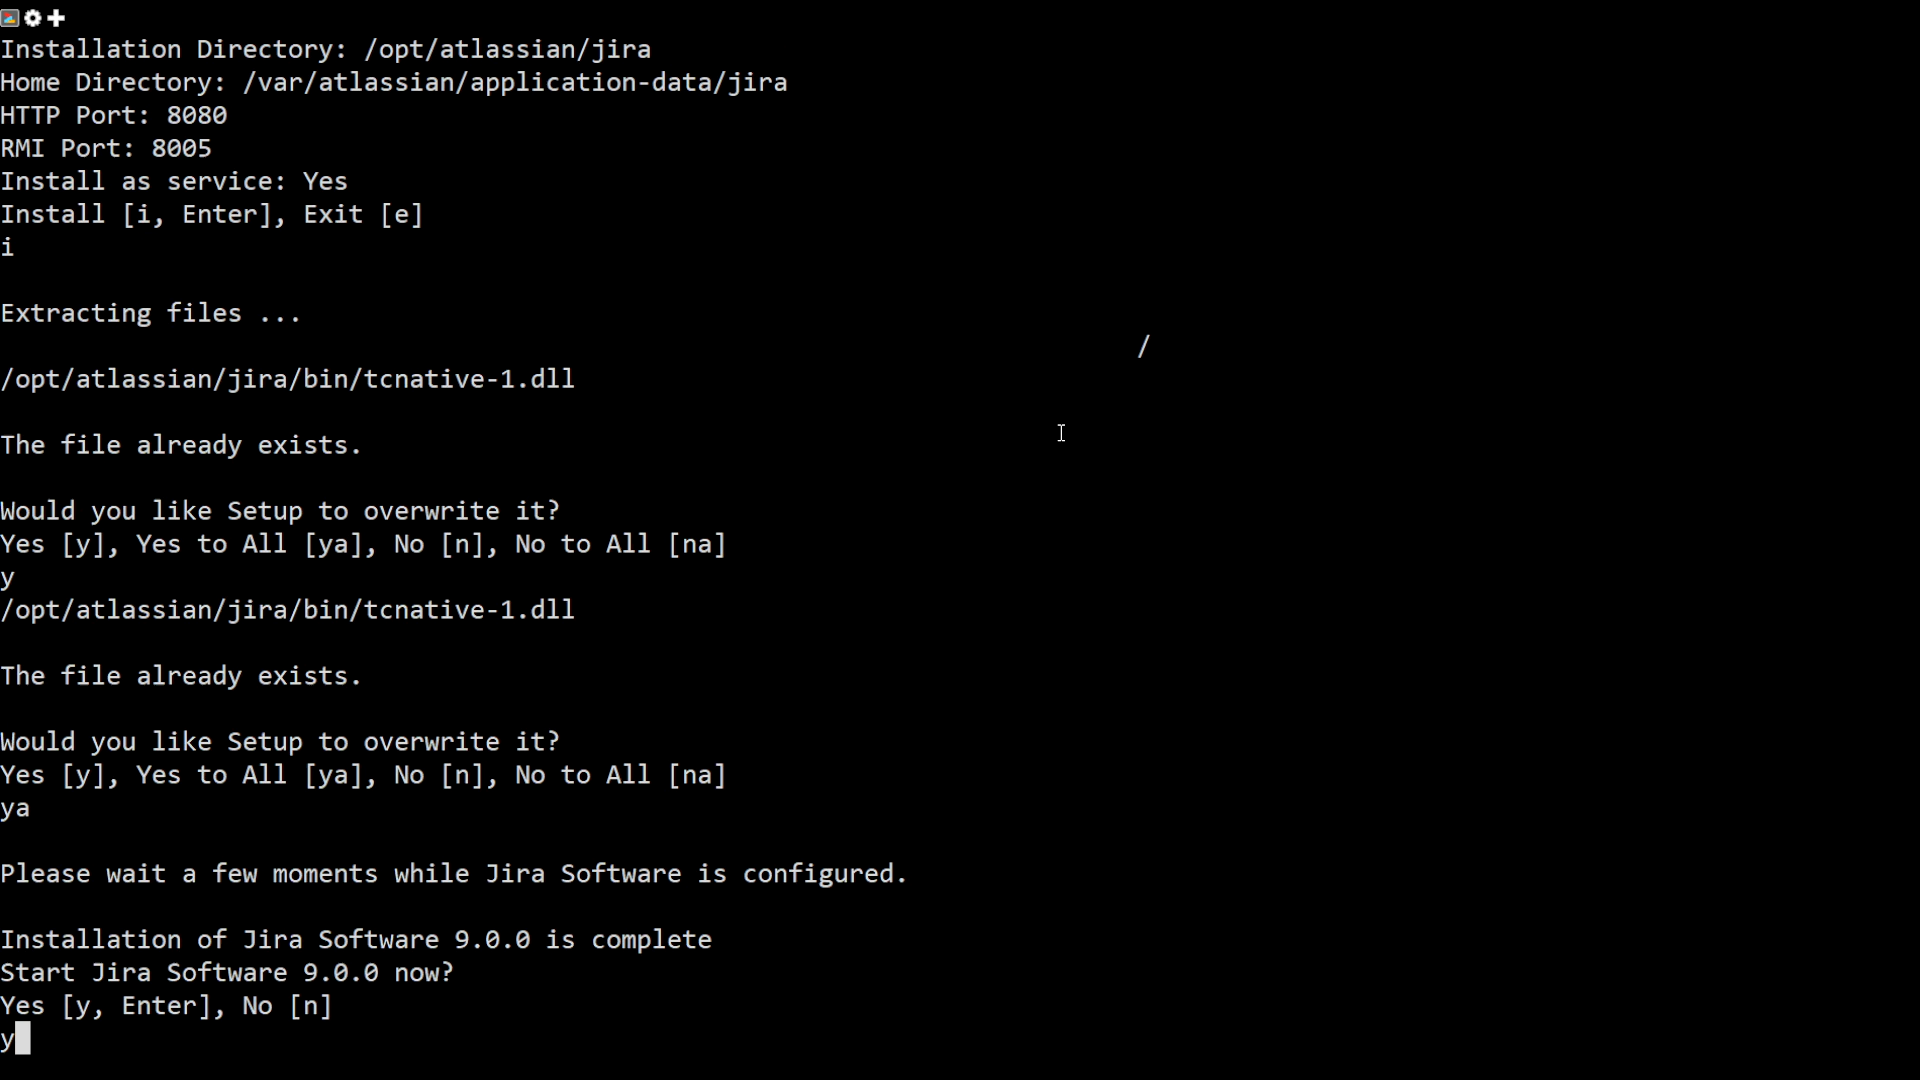 Installation Directory: /opt/atlassian/jira
Home Directory: /var/atlassian/application-data/jira
HTTP Port: 8080
RMI Port: 8005
Install as service: Yes
Install [i, Enter], Exit [e]
i
Extracting files ...
/
/opt/atlassian/jira/bin/tcnative-1.dll
The file already exists.
Would you like Setup to overwrite it?
Yes [y], Yes to All [ya], No [n], No to All [na]
y
/opt/atlassian/jira/bin/tcnative-1.dll
The file already exists.
Would you like Setup to overwrite it?
Yes [y], Yes to All [ya], No [n], No to All [na]
ya
Please wait a few moments while Jira Software is configured.
Installation of Jira Software 9.0.0 is complete
Start Jira Software 9.0.0 now?
Yes [y, Enter], No [n]
y